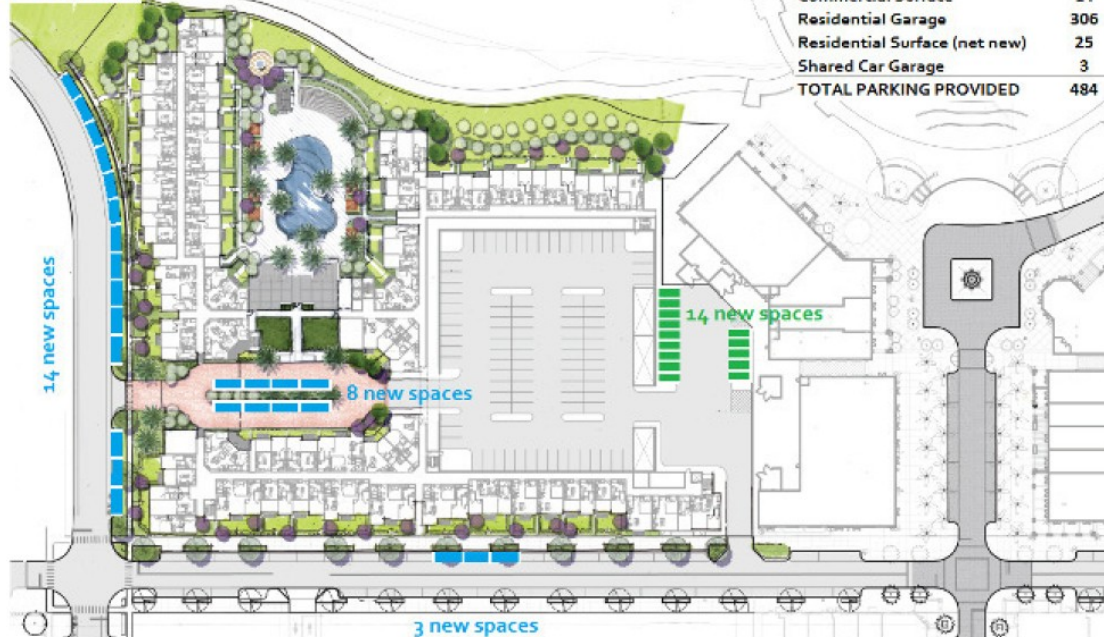 Residential Garage 306
Residential Surface (net new) 25
Shared Car Garage 3
TOTAL PARKING PROVIDED 484
14 new spaces
14 new spaces
8 new spaces
3 new spaces